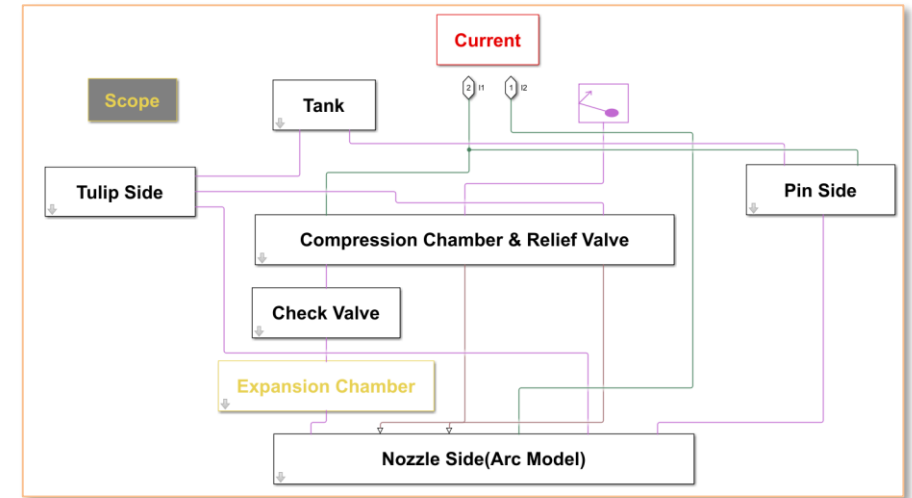 Current
2 I1
1 I2
Scope
Tank
Tulip Side
Pin Side
Compression Chamber & Relief Valve
Check Valve
Expansion Chamber
Nozzle Side(Arc Model)